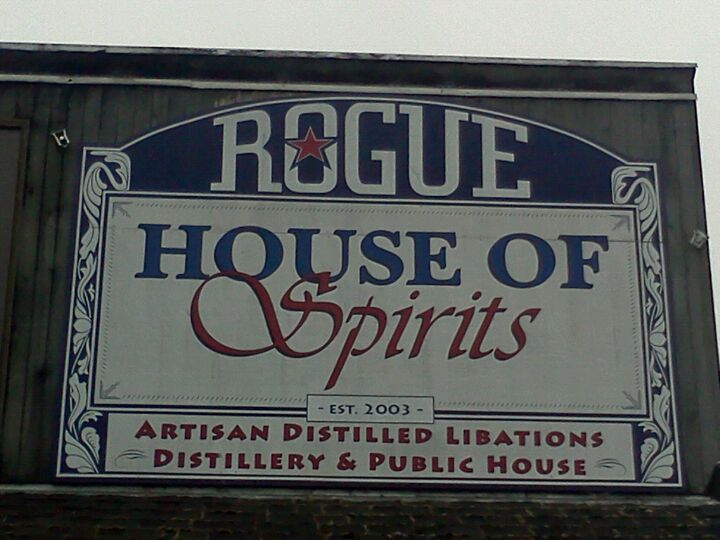 ROGUE
HOUSE OF
Spirits
- EST. 2003 -
ARTISAN DISTILLED LIBATIONS
DISTILLERY & PUBLIC HOUSE